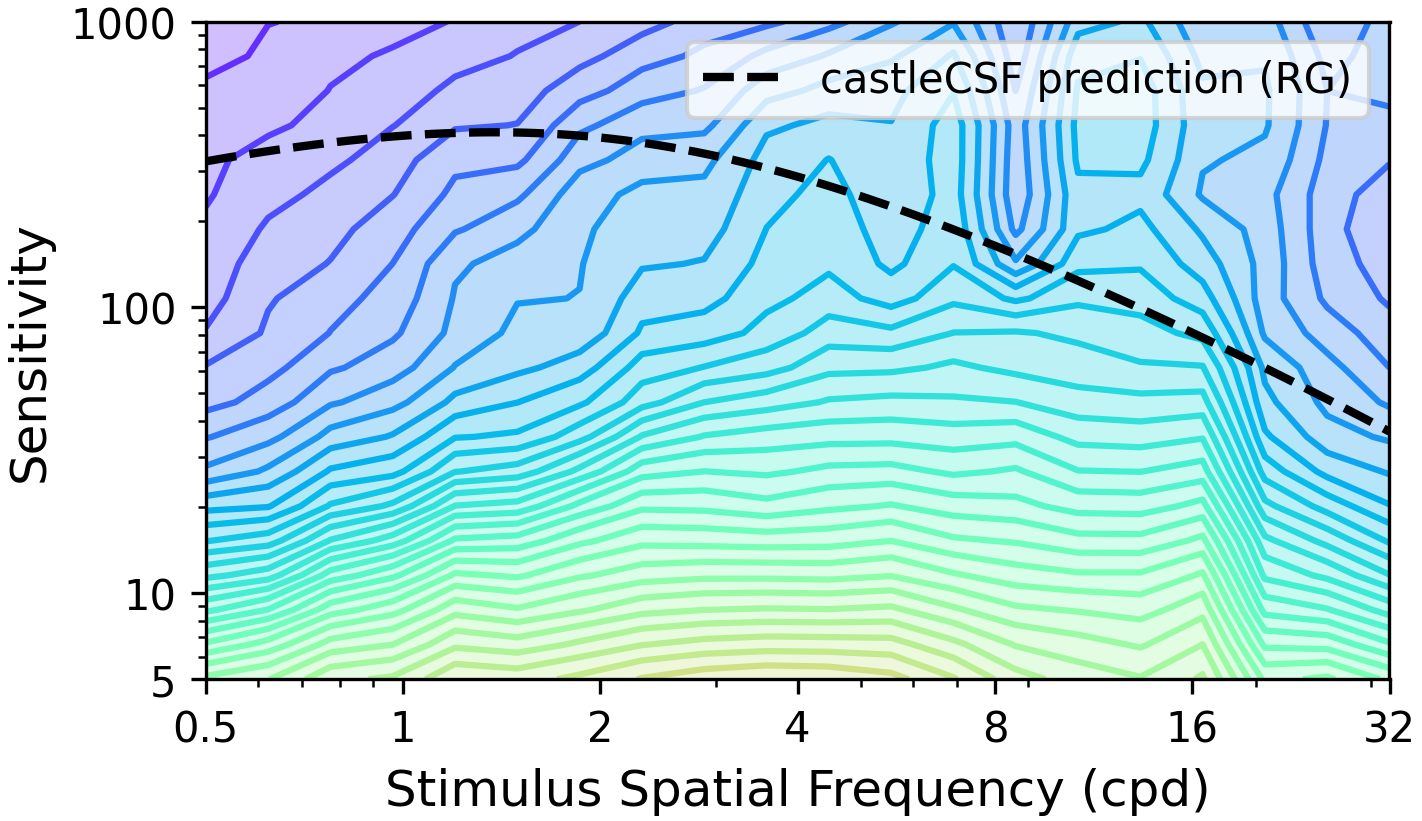 1000
castleCSF prediction (RG)
Sensitivity
100
10
5
0.5 1 2 4 8 16 32
Stimulus Spatial Frequency (cpd)